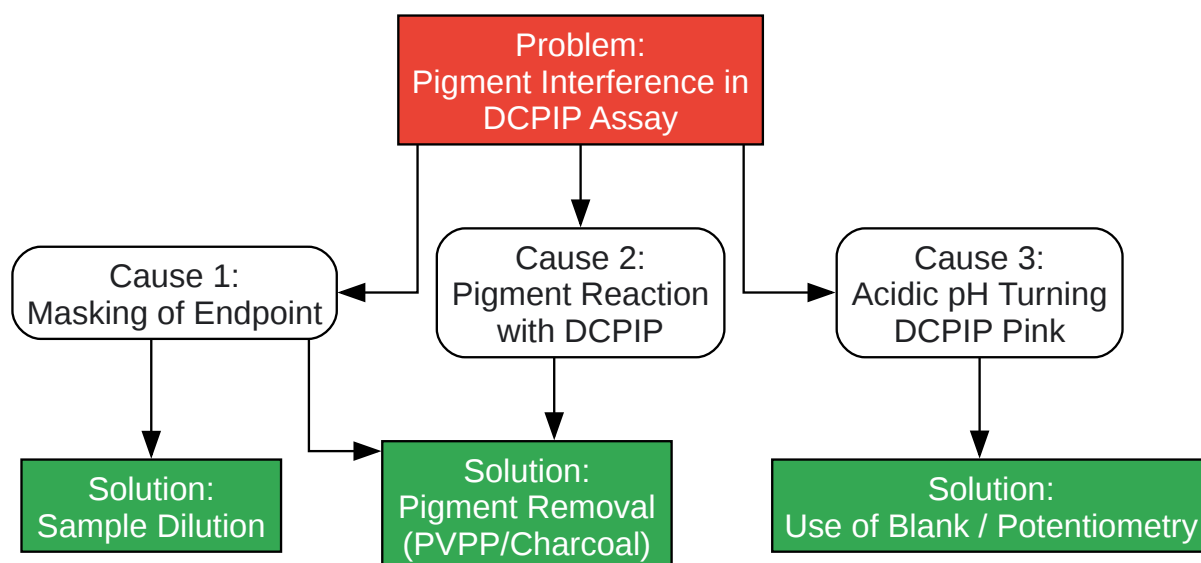 Problem:
Pigment Interference in
DCPIP Assay
Cause 1:
Masking of Endpoint
Cause 2:
Pigment Reaction
with DCPIP
Cause 3:
Acidic pH Turning
DCPIP Pink
Solution:
Sample Dilution
Solution:
Pigment Removal
(PVPP/Charcoal)
Solution:
Use of Blank / Potentiometry